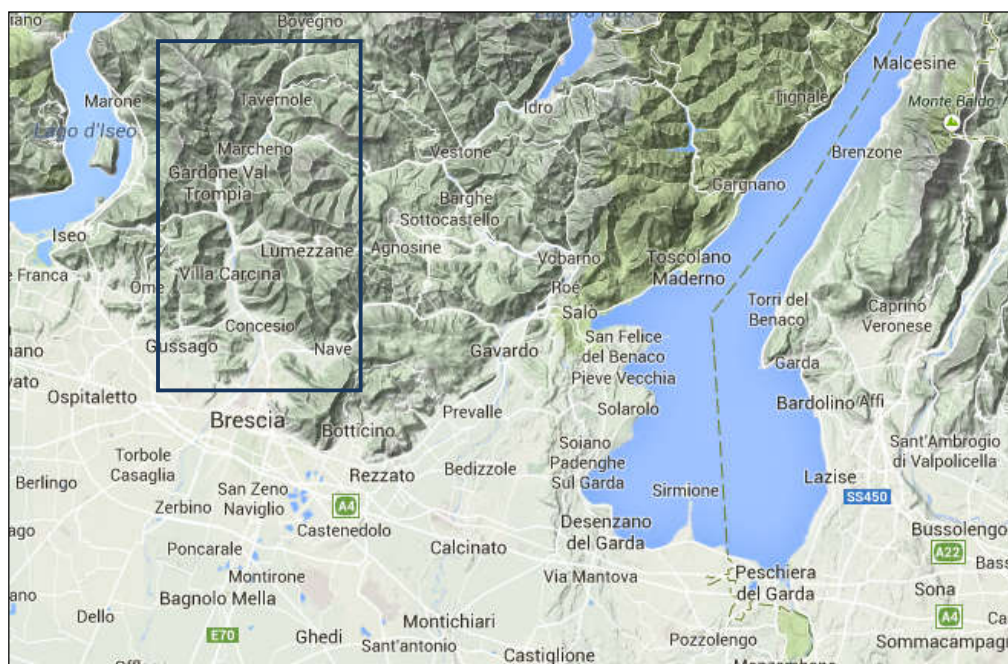 Bovegno
Malcesine
Marone
Tavernole
Idro
Tignale
Monte Baldo
Lago d'Iseo
Marcheno
Vestone
Brenzone
Gardone Val
Trompia
Gargnano
Barghe
Sottocastello
Iseo
Lumezzane
Agnosine
Vobarno
Toscolano
Maderno
e Franca
Ome
Villa Carcina
Roé
Torri del
Benaco
Caprino
Veronese
Salò
Concesio
San Felice
del Benaco
Gussago
Nave
Gavardo
Garda
Pieve Vecchia
Ospitaletto
Prevalle
Solarolo
Bardolino
Affi
Brescia
Botticino
Soiano
Sant'Ambrogio
di Valpolicella
Torbole
Casaglia
Rezzato
Bedizzole
Padenghe
Sul Garda
Lazise
Berlingo
San Zeno
Naviglio
Sirmione
SS450
Zerbino
A4
Castenedolo
Desenzano
del Garda
Bussolengo
ago
Poncarale
Calcinato
A22
Bass
Montirone
Via Mantova
Peschiera
del Garda
Sona
Bagnolo Mella
Dello
Montichiari
A4
E70
Ghedi
Sant'antonio
Pozzolengo
Sommacampag
Castiglione